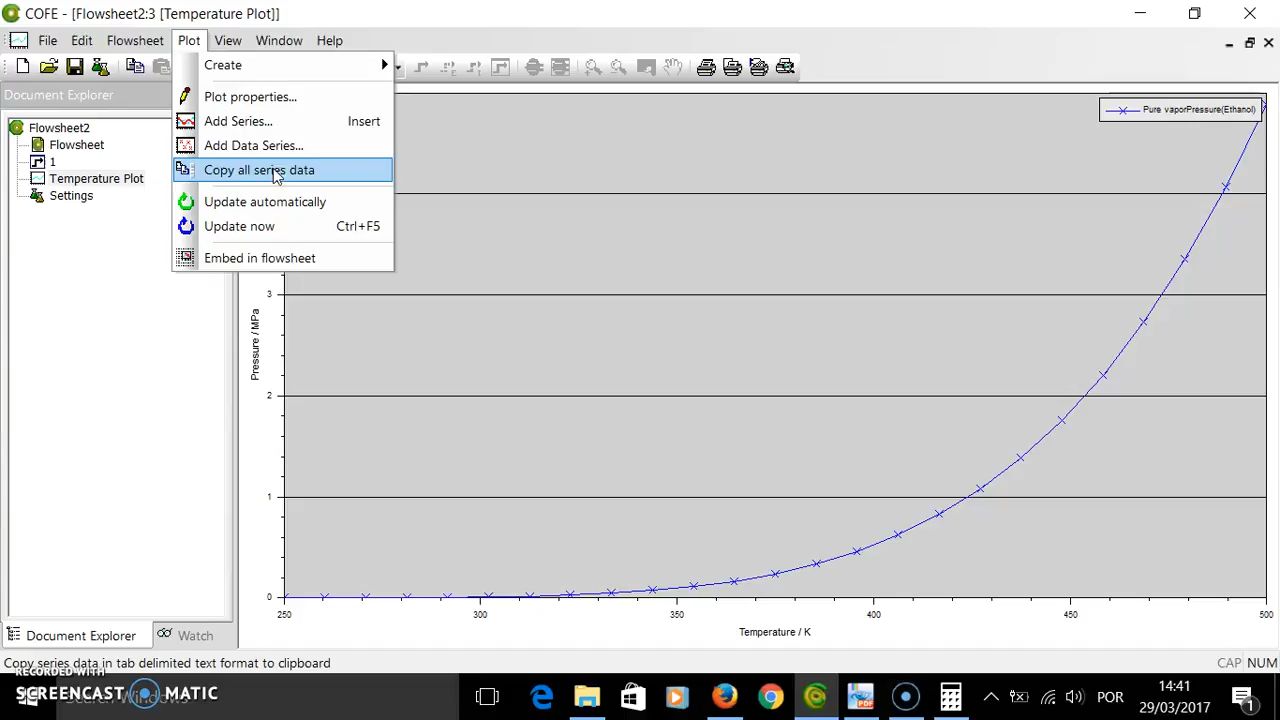 COFE - [Flowsheet2:3 [Temperature Plot]]
File Edit Flowsheet Plot View Window Help
Create
Plot properties...
Add Series... Insert
Add Data Series...
Copy all series data
Update automatically
Update now Ctrl+F5
Embed in flowsheet
Document Explorer
Flowsheet2
Flowsheet
1
Temperature Plot
Settings
Pure vaporPressure(Ethanol)
3
2
1
0
Pressure / MPa
250 300 350 400 450 500
Temperature / K
Document Explorer Watch
Copy series data in tab delimited text format to clipboard
CAP NUM
RECORDED WITH
SCREENCAST MATIC
POR
14:41
29/03/2017
1